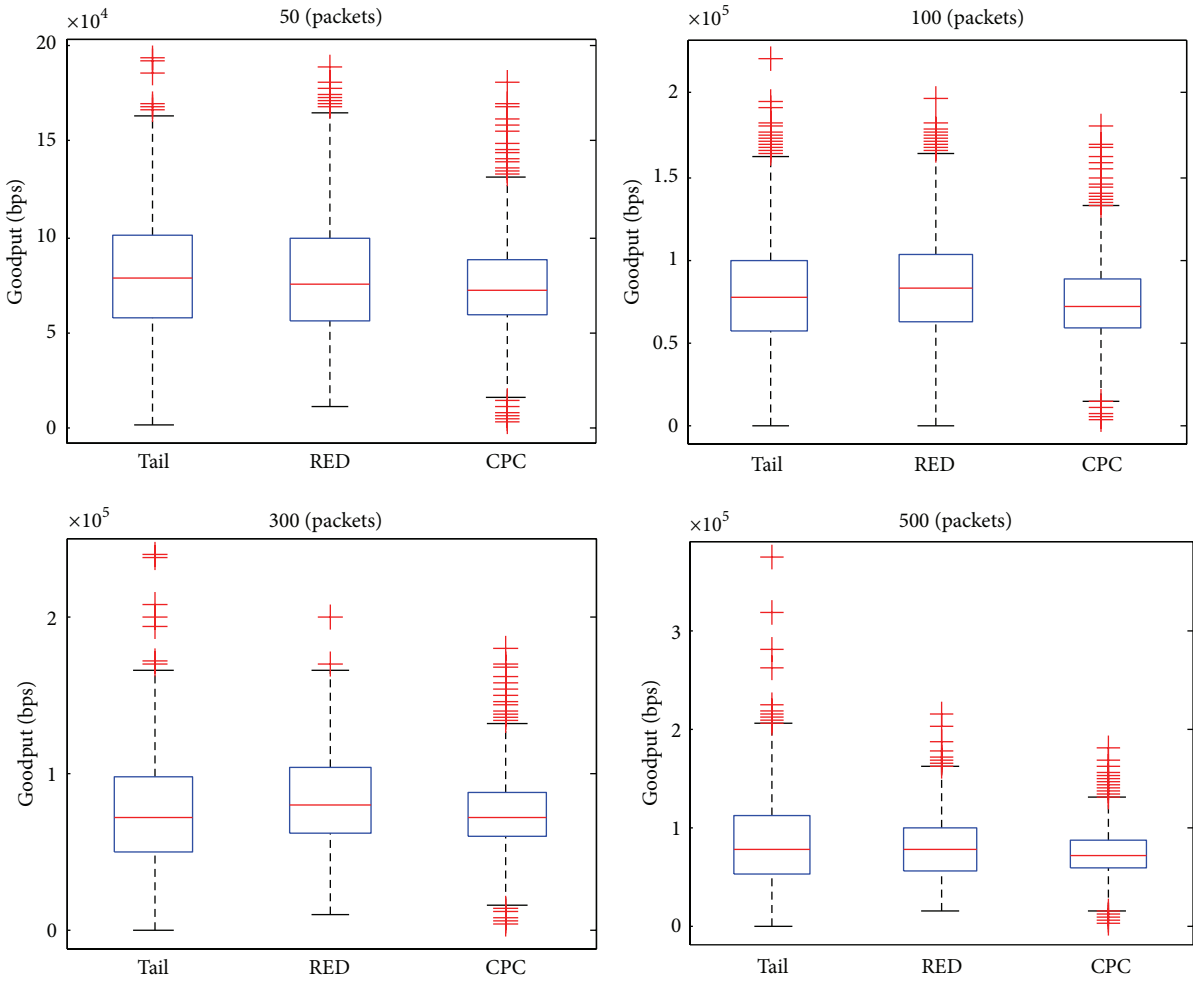 50 (packets)
×10⁴
20
15
10
5
0
Goodput (bps)
Tail RED CPC
100 (packets)
×10⁵
2
1.5
1
0.5
0
Goodput (bps)
Tail RED CPC
300 (packets)
×10⁵
2
1
0
Goodput (bps)
Tail RED CPC
500 (packets)
×10⁵
3
2
1
0
Goodput (bps)
Tail RED CPC